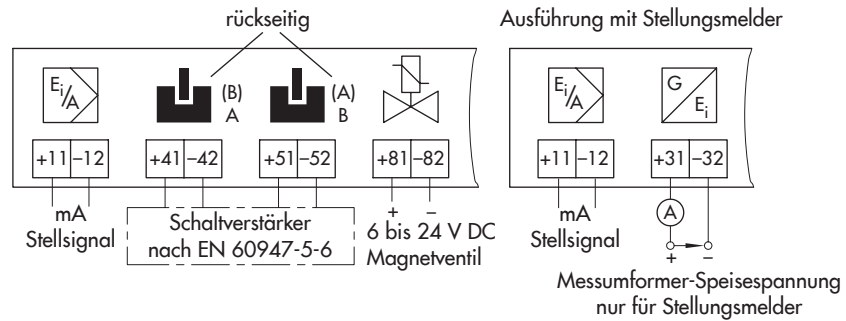 rückseitig
Ausführung mit Stellungsmelder
Ei/A
(B)
A
(A)
B
Ei/A
G
Ei
+11 –12
+41 –42
+51 –52
+81 –82
+11 –12
+31 –32
mA
Stellsignal
Schaltverstärker
nach EN 60947-5-6
+ –
6 bis 24 V DC
Magnetventil
mA
Stellsignal
A
+ –
Messumformer-Speisespannung
nur für Stellungsmelder